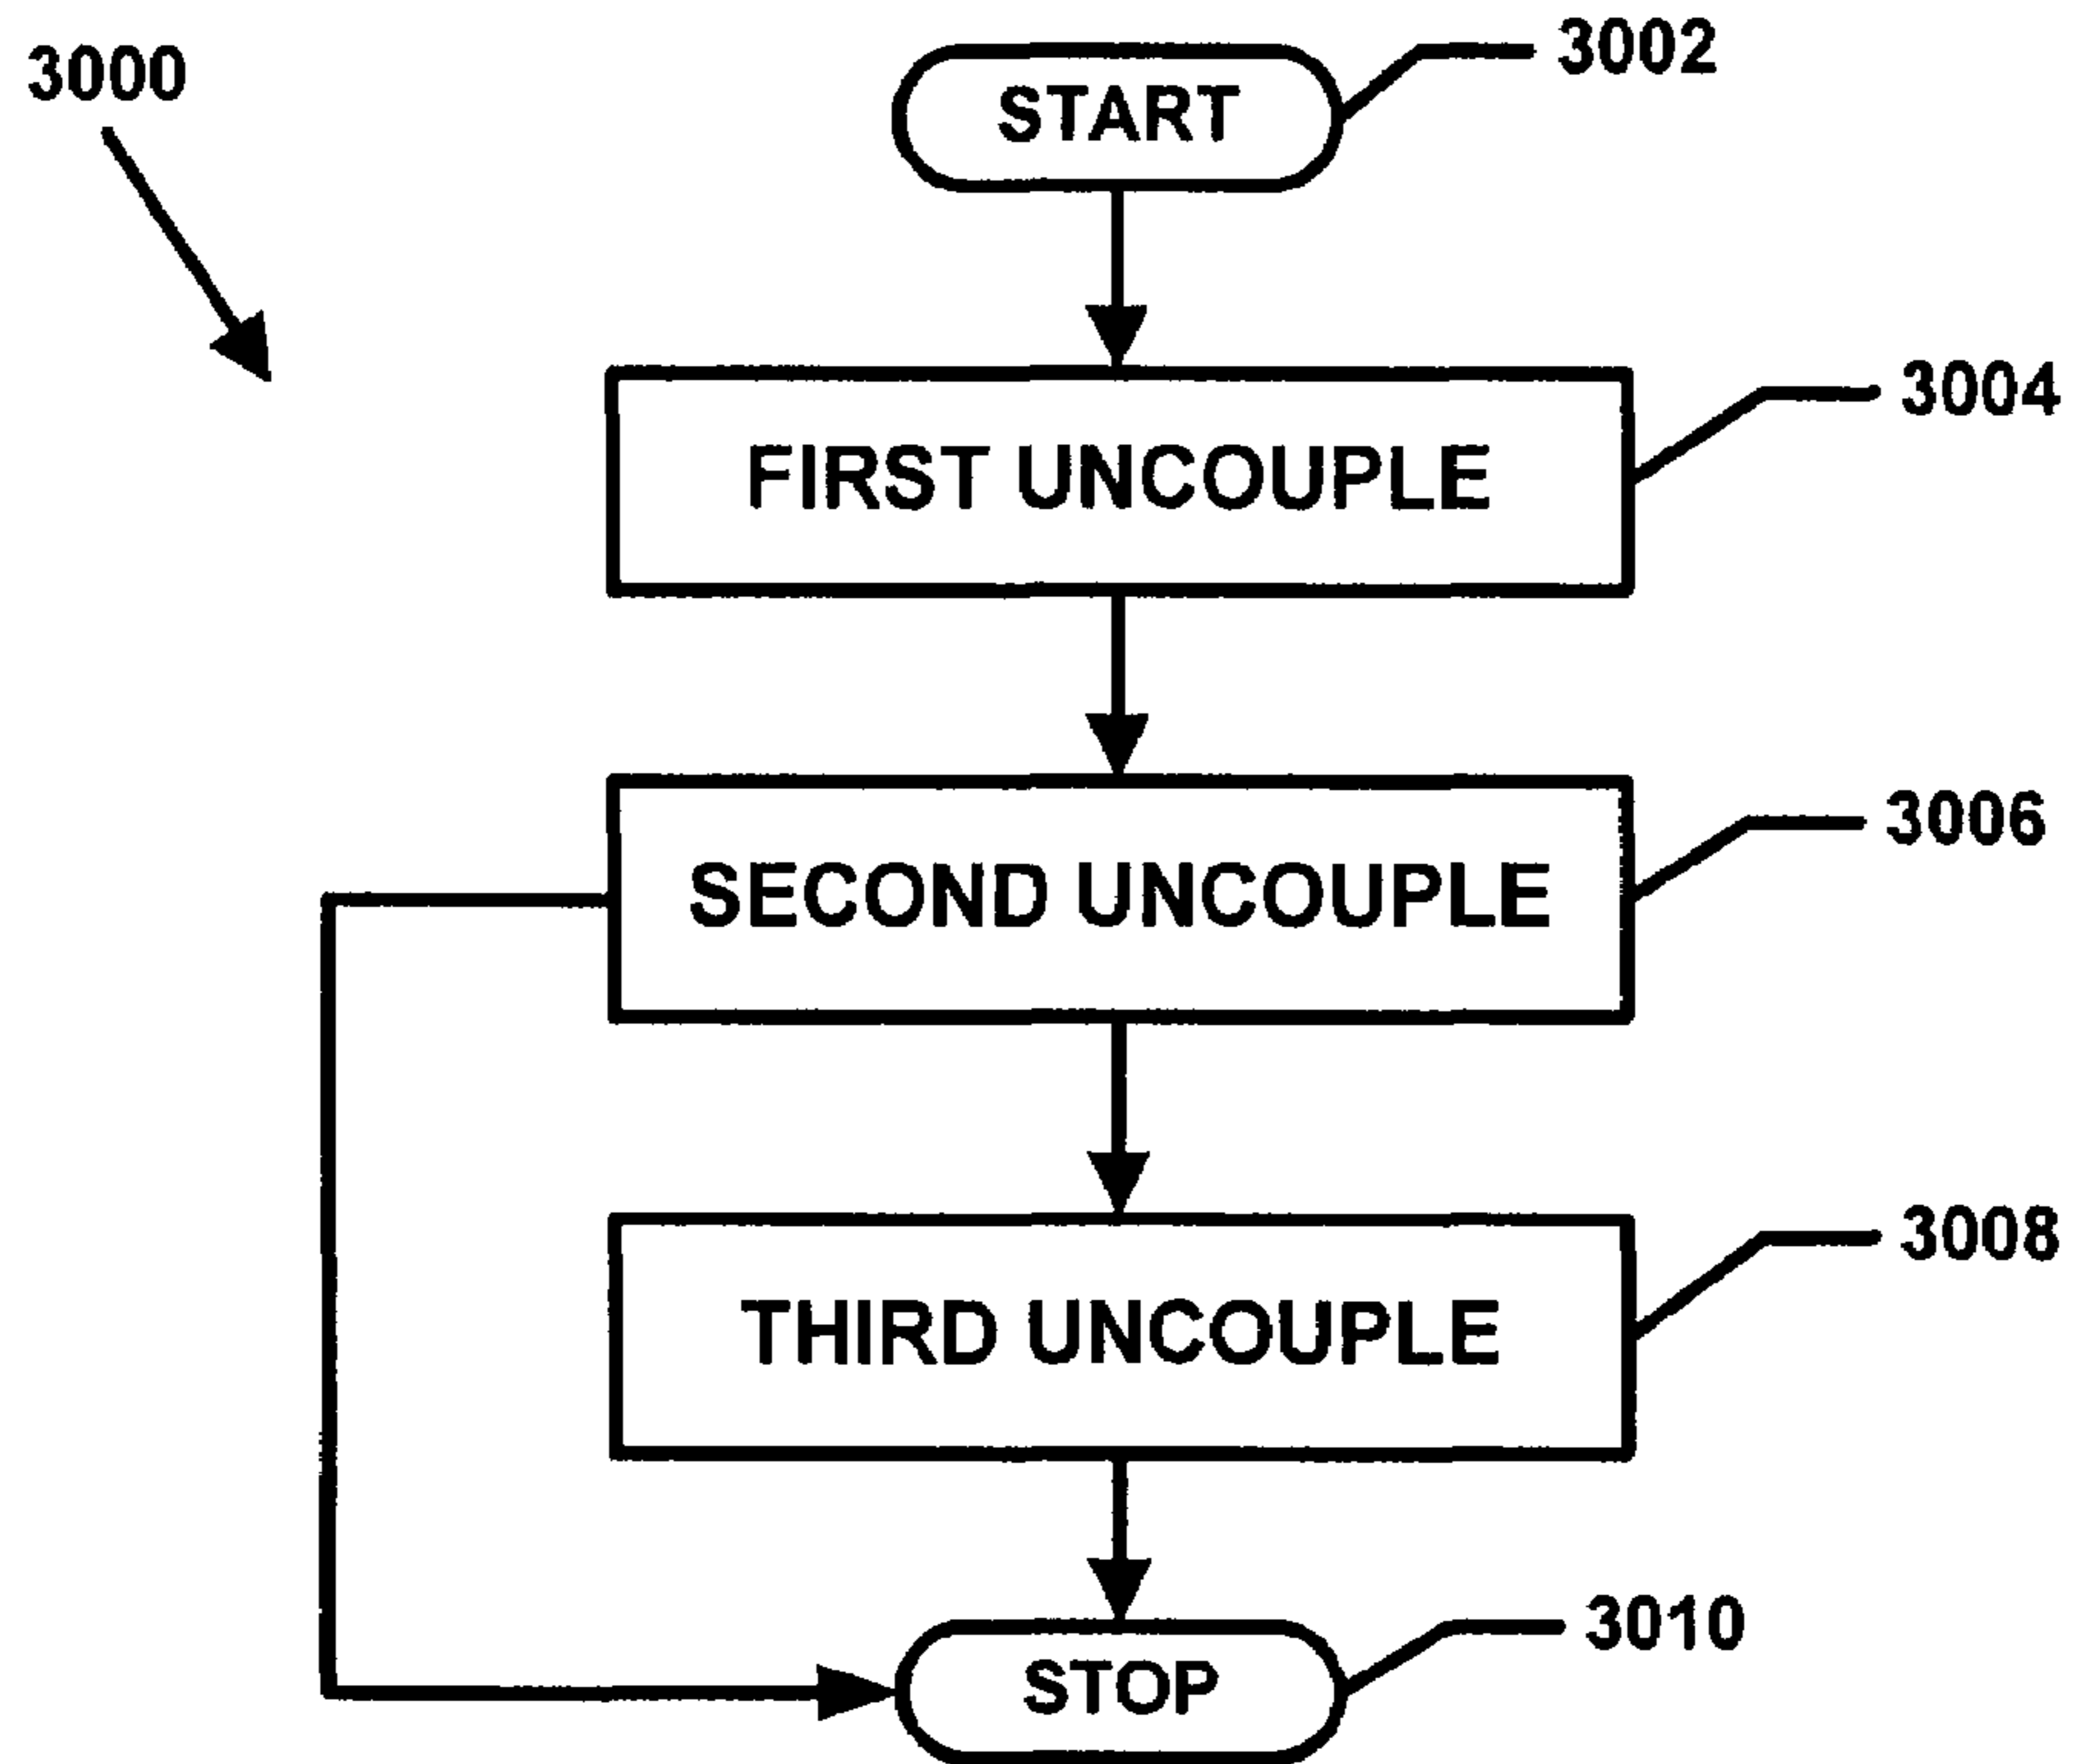 3000
START
3002
FIRST UNCOUPLE
3004
SECOND UNCOUPLE
3006
THIRD UNCOUPLE
3008
STOP
3010